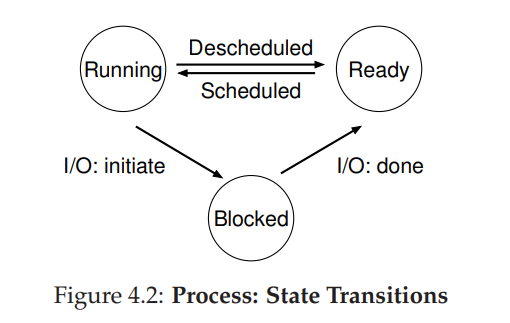 Descheduled
Running
Ready
Scheduled
I/O: initiate
I/O: done
Blocked
Figure 4.2: Process: State Transitions